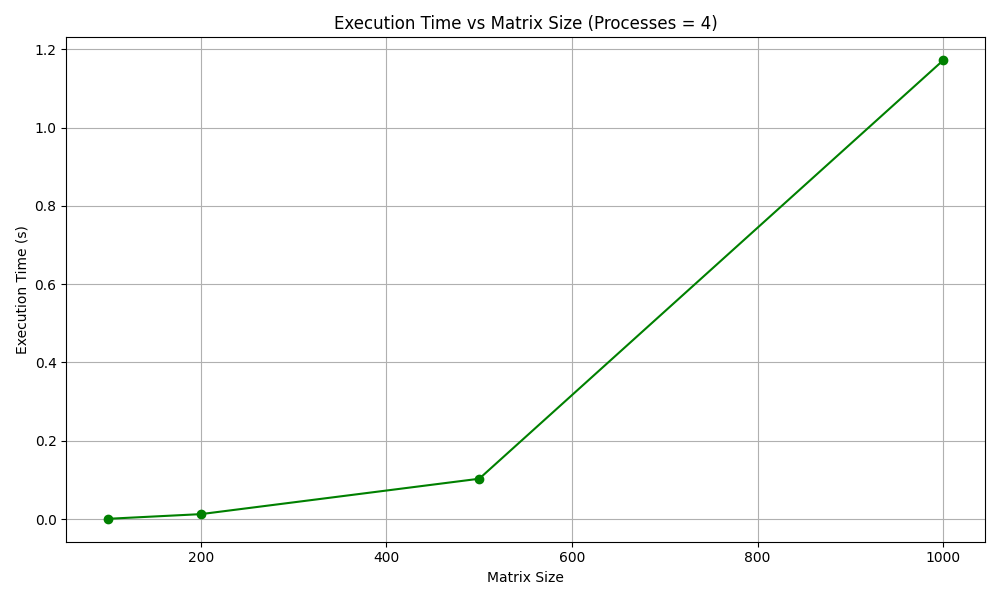 Execution Time vs Matrix Size (Processes = 4)
Execution Time (s)
1.2
1.0
0.8
0.6
0.4
0.2
0.0
200 400 600 800 1000
Matrix Size